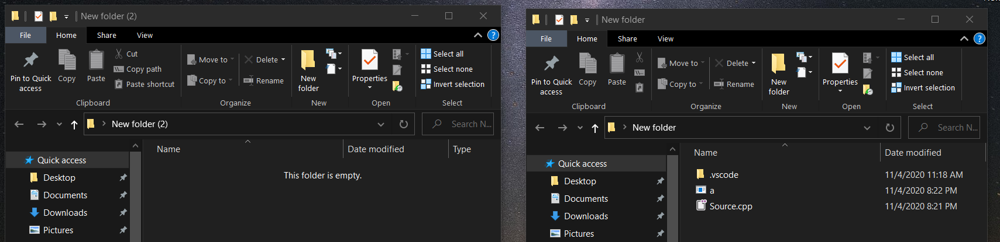 New folder (2)
File Home Share View
Pin to Quick access
Copy
Paste
Cut
Copy path
Paste shortcut
Clipboard
Move to
Copy to
Delete
Rename
Organize
New folder
New
Properties
Open
Select all
Select none
Invert selection
Select
New folder (2)
Search N...
Name Date modified Type
This folder is empty.
Quick access
Desktop
Documents
Downloads
Pictures
New folder
File Home Share View
Pin to Quick access
Copy
Paste
Clipboard
Move to
Copy to
Delete
Rename
Organize
New folder
New
Properties
Open
Select all
Select none
Invert selection
Select
New folder
Search N...
Name Date modified
.vscode 11/4/2020 11:18 AM
a 11/4/2020 8:22 PM
Source.cpp 11/4/2020 8:21 PM
Quick access
Desktop
Documents
Downloads
Pictures